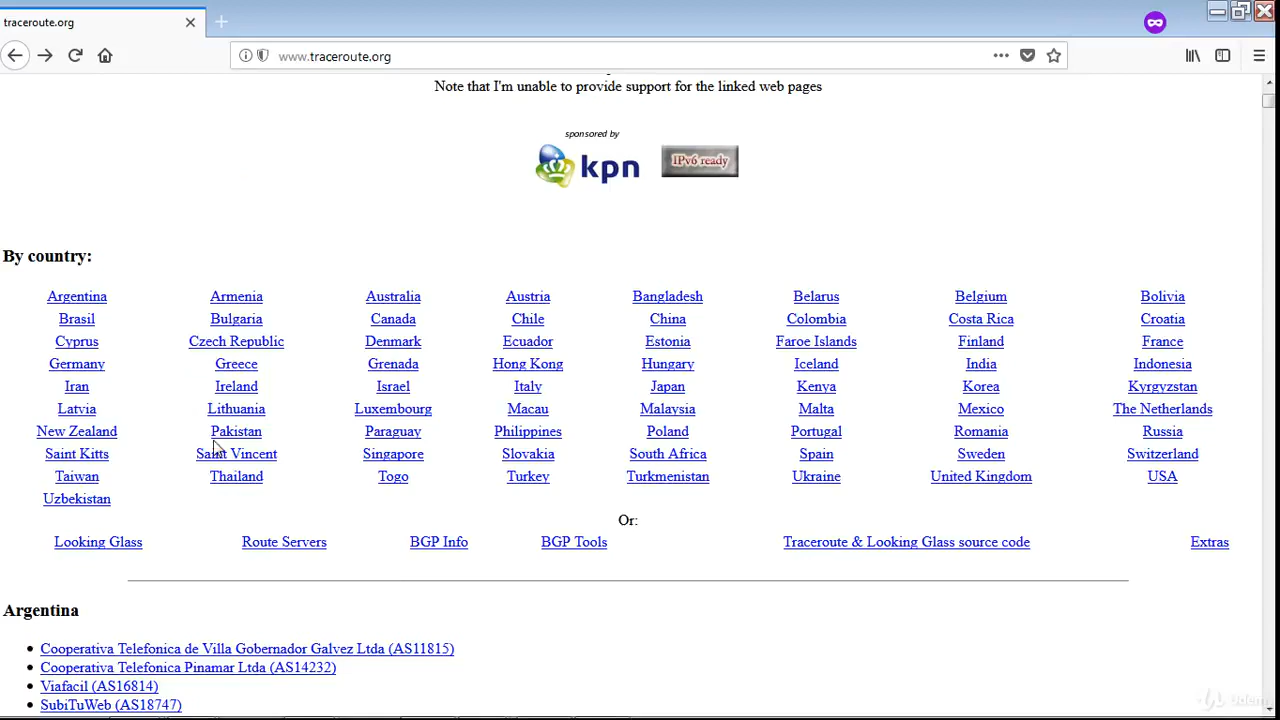 traceroute.org
www.traceroute.org
Note that I'm unable to provide support for the linked web pages
sponsored by
kpn
IPv6 ready
By country:
Argentina Armenia Australia Austria Bangladesh Belarus Belgium Bolivia
Brasil Bulgaria Canada Chile China Colombia Costa Rica Croatia
Cyprus Czech Republic Denmark Ecuador Estonia Faroe Islands Finland France
Germany Greece Grenada Hong Kong Hungary Iceland India Indonesia
Iran Ireland Israel Italy Japan Kenya Korea Kyrgyzstan
Latvia Lithuania Luxembourg Macau Malaysia Malta Mexico The Netherlands
New Zealand Pakistan Paraguay Philippines Poland Portugal Romania Russia
Saint Kitts Saint Vincent Singapore Slovakia South Africa Spain Sweden Switzerland
Taiwan Thailand Togo Turkey Turkmenistan Ukraine United Kingdom USA
Uzbekistan
Or:
Looking Glass Route Servers BGP Info BGP Tools Traceroute & Looking Glass source code Extras
Argentina
Cooperativa Telefonica de Villa Gobernador Galvez Ltda (AS11815)
Cooperativa Telefonica Pinamar Ltda (AS14232)
Viafacil (AS16814)
SubiTuWeb (AS18747)
Udemy